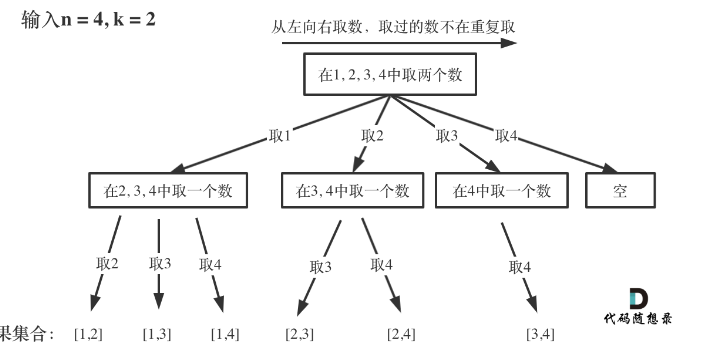 输入n = 4, k = 2
从左向右取数，取过的数不在重复取
在1, 2, 3, 4中取两个数
取1
取2
取3
取4
在2, 3, 4中取一个数
在3, 4中取一个数
在4中取一个数
空
取2
取3
取4
取3
取4
取4
果集合：
[1,2]
[1,3]
[1,4]
[2,3]
[2,4]
[3,4]
代码随想录